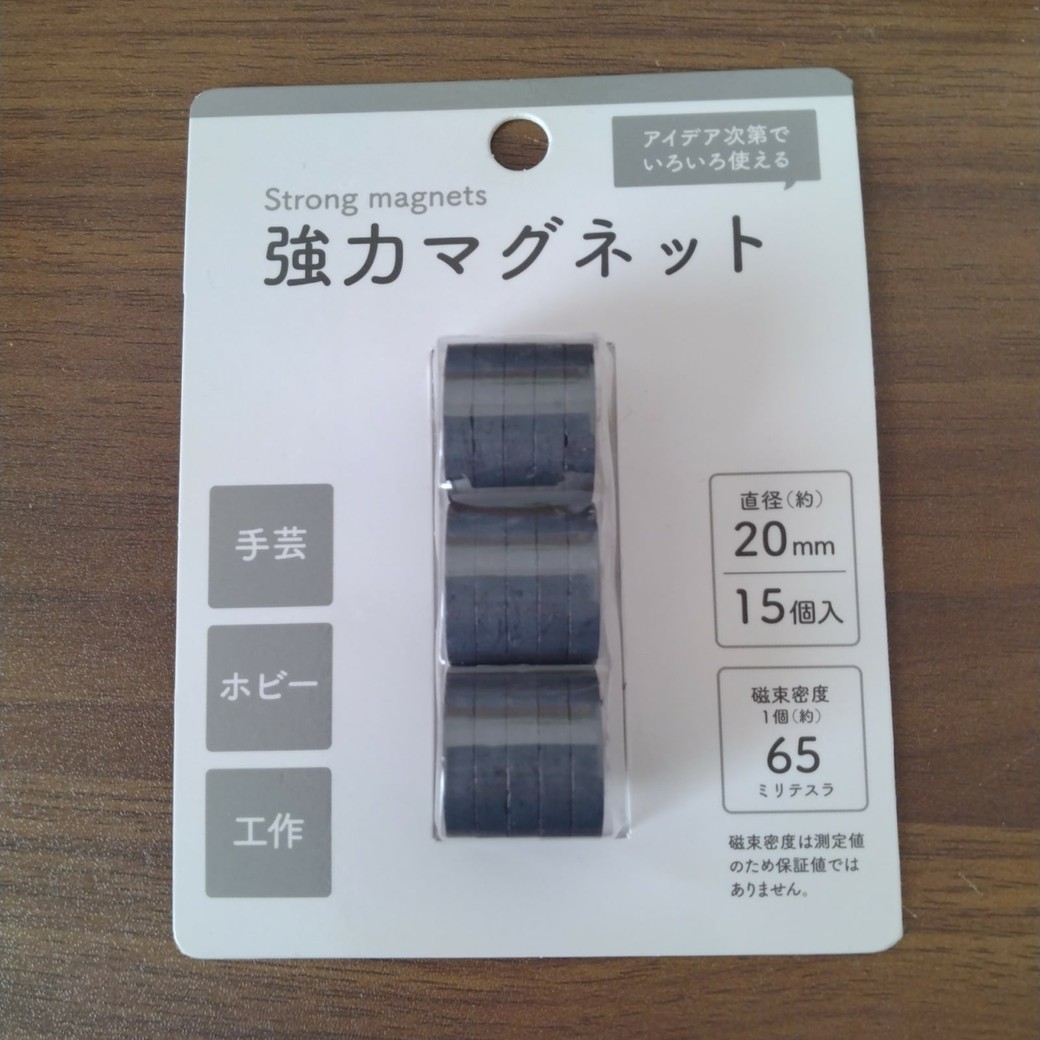 アイデア次第で
いろいろ使える
Strong magnets
強力マグネット
手芸
ホビー
工作
直径(約)
20mm
15個入
磁束密度
1個(約)
65
ミリテスラ
磁束密度は測定値
のため保証値では
ありません。